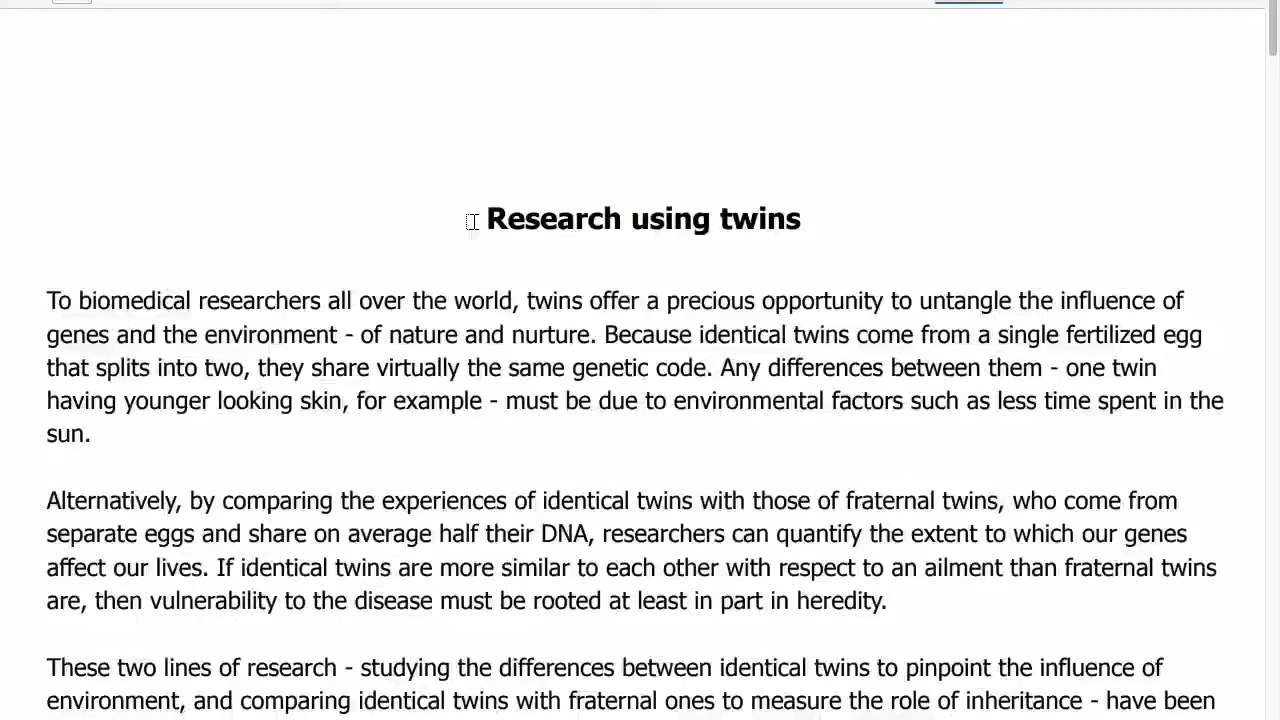 Research using twins
To biomedical researchers all over the world, twins offer a precious opportunity to untangle the influence of
genes and the environment - of nature and nurture. Because identical twins come from a single fertilized egg
that splits into two, they share virtually the same genetic code. Any differences between them - one twin
having younger looking skin, for example - must be due to environmental factors such as less time spent in the
sun.
Alternatively, by comparing the experiences of identical twins with those of fraternal twins, who come from
separate eggs and share on average half their DNA, researchers can quantify the extent to which our genes
affect our lives. If identical twins are more similar to each other with respect to an ailment than fraternal twins
are, then vulnerability to the disease must be rooted at least in part in heredity.
These two lines of research - studying the differences between identical twins to pinpoint the influence of
environment, and comparing identical twins with fraternal ones to measure the role of inheritance - have been